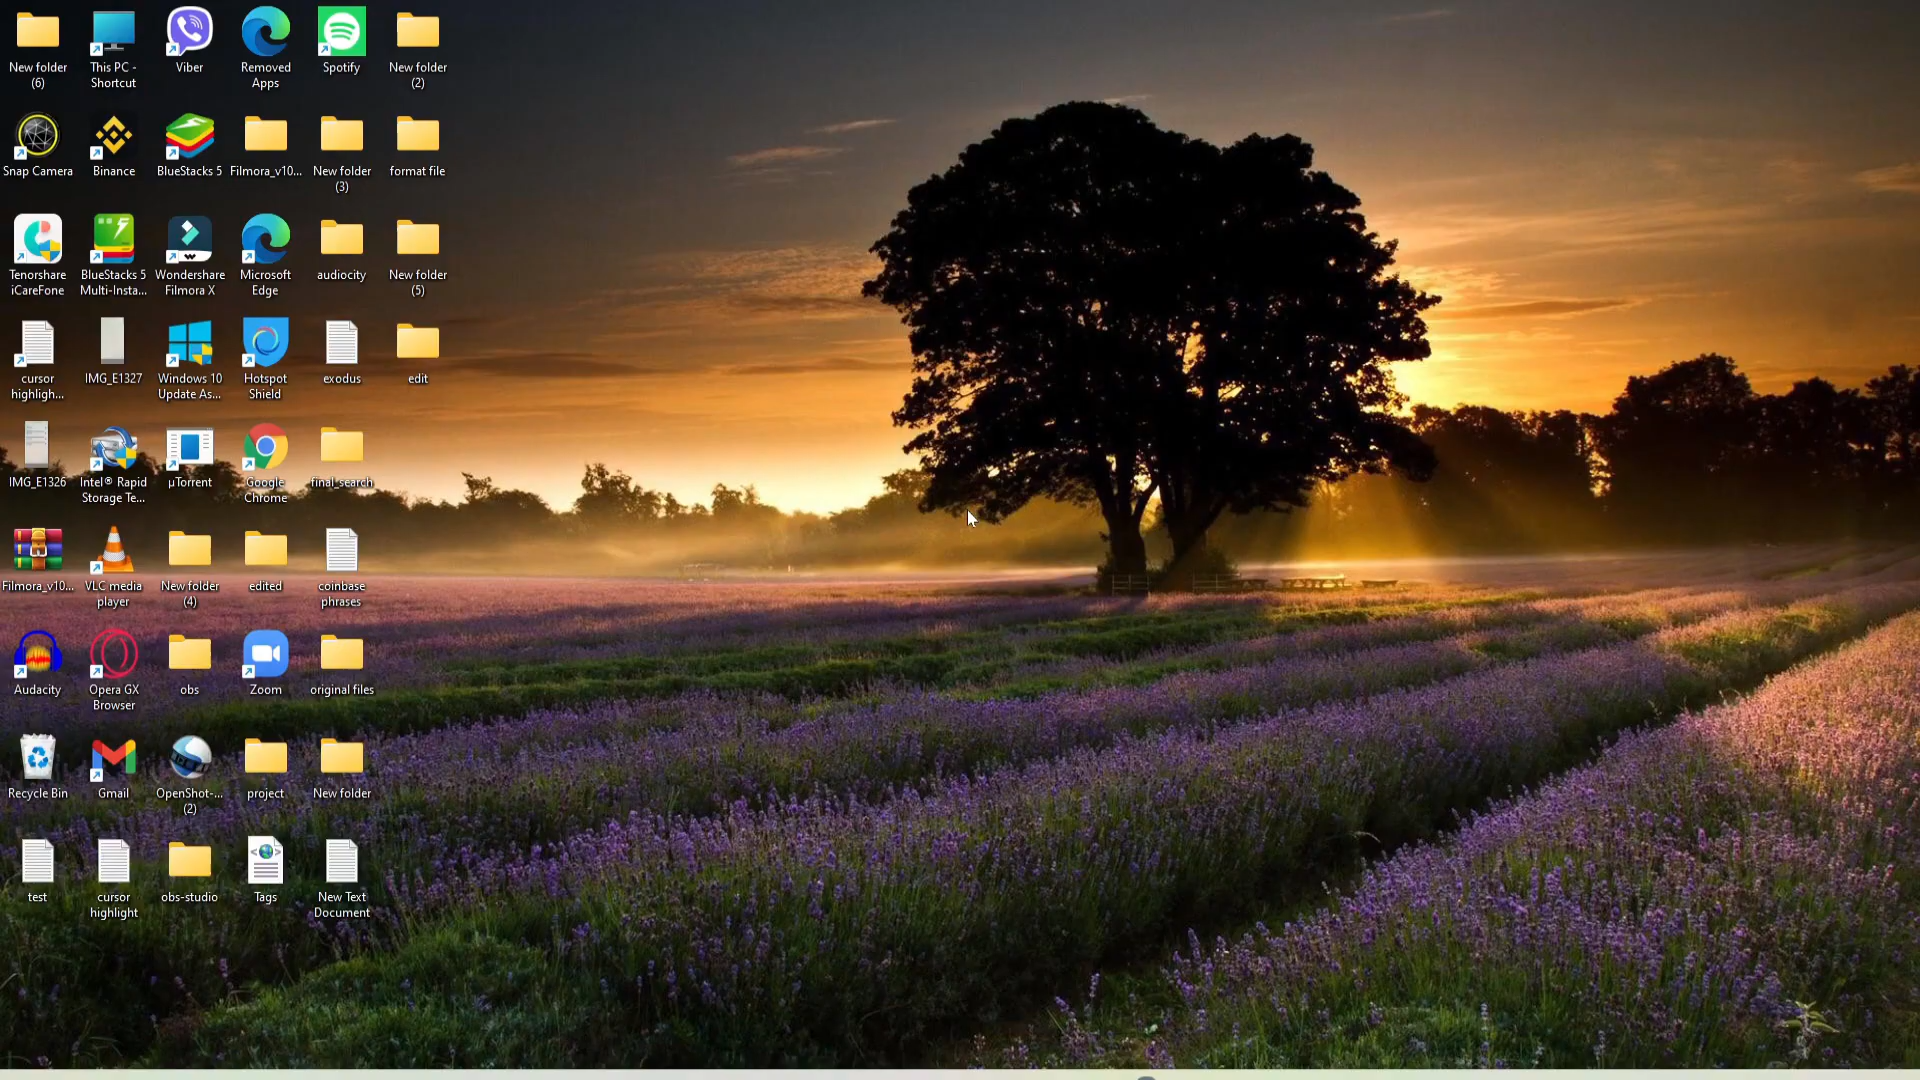 New folder
(6)
This PC -
Shortcut
Viber
Removed
Apps
Spotify
New folder
(2)
Snap Camera
Binance
BlueStacks 5
Filmora_v10...
New folder
(3)
format file
Tenorshare
iCareFone
BlueStacks 5
Multi-Insta...
Wondershare
Filmora X
Microsoft
Edge
audiocity
New folder
(5)
cursor
highligh...
IMG_E1327
Windows 10
Update As...
Hotspot
Shield
exodus
edit
IMG_E1326
Intel® Rapid
Storage Te...
µTorrent
Google
Chrome
final_search
Filmora_v10...
VLC media
player
New folder
(4)
edited
coinbase
phrases
Audacity
Opera GX
Browser
obs
Zoom
original files
Recycle Bin
Gmail
OpenShot-...
(2)
project
New folder
test
cursor
highlight
obs-studio
Tags
New Text
Document